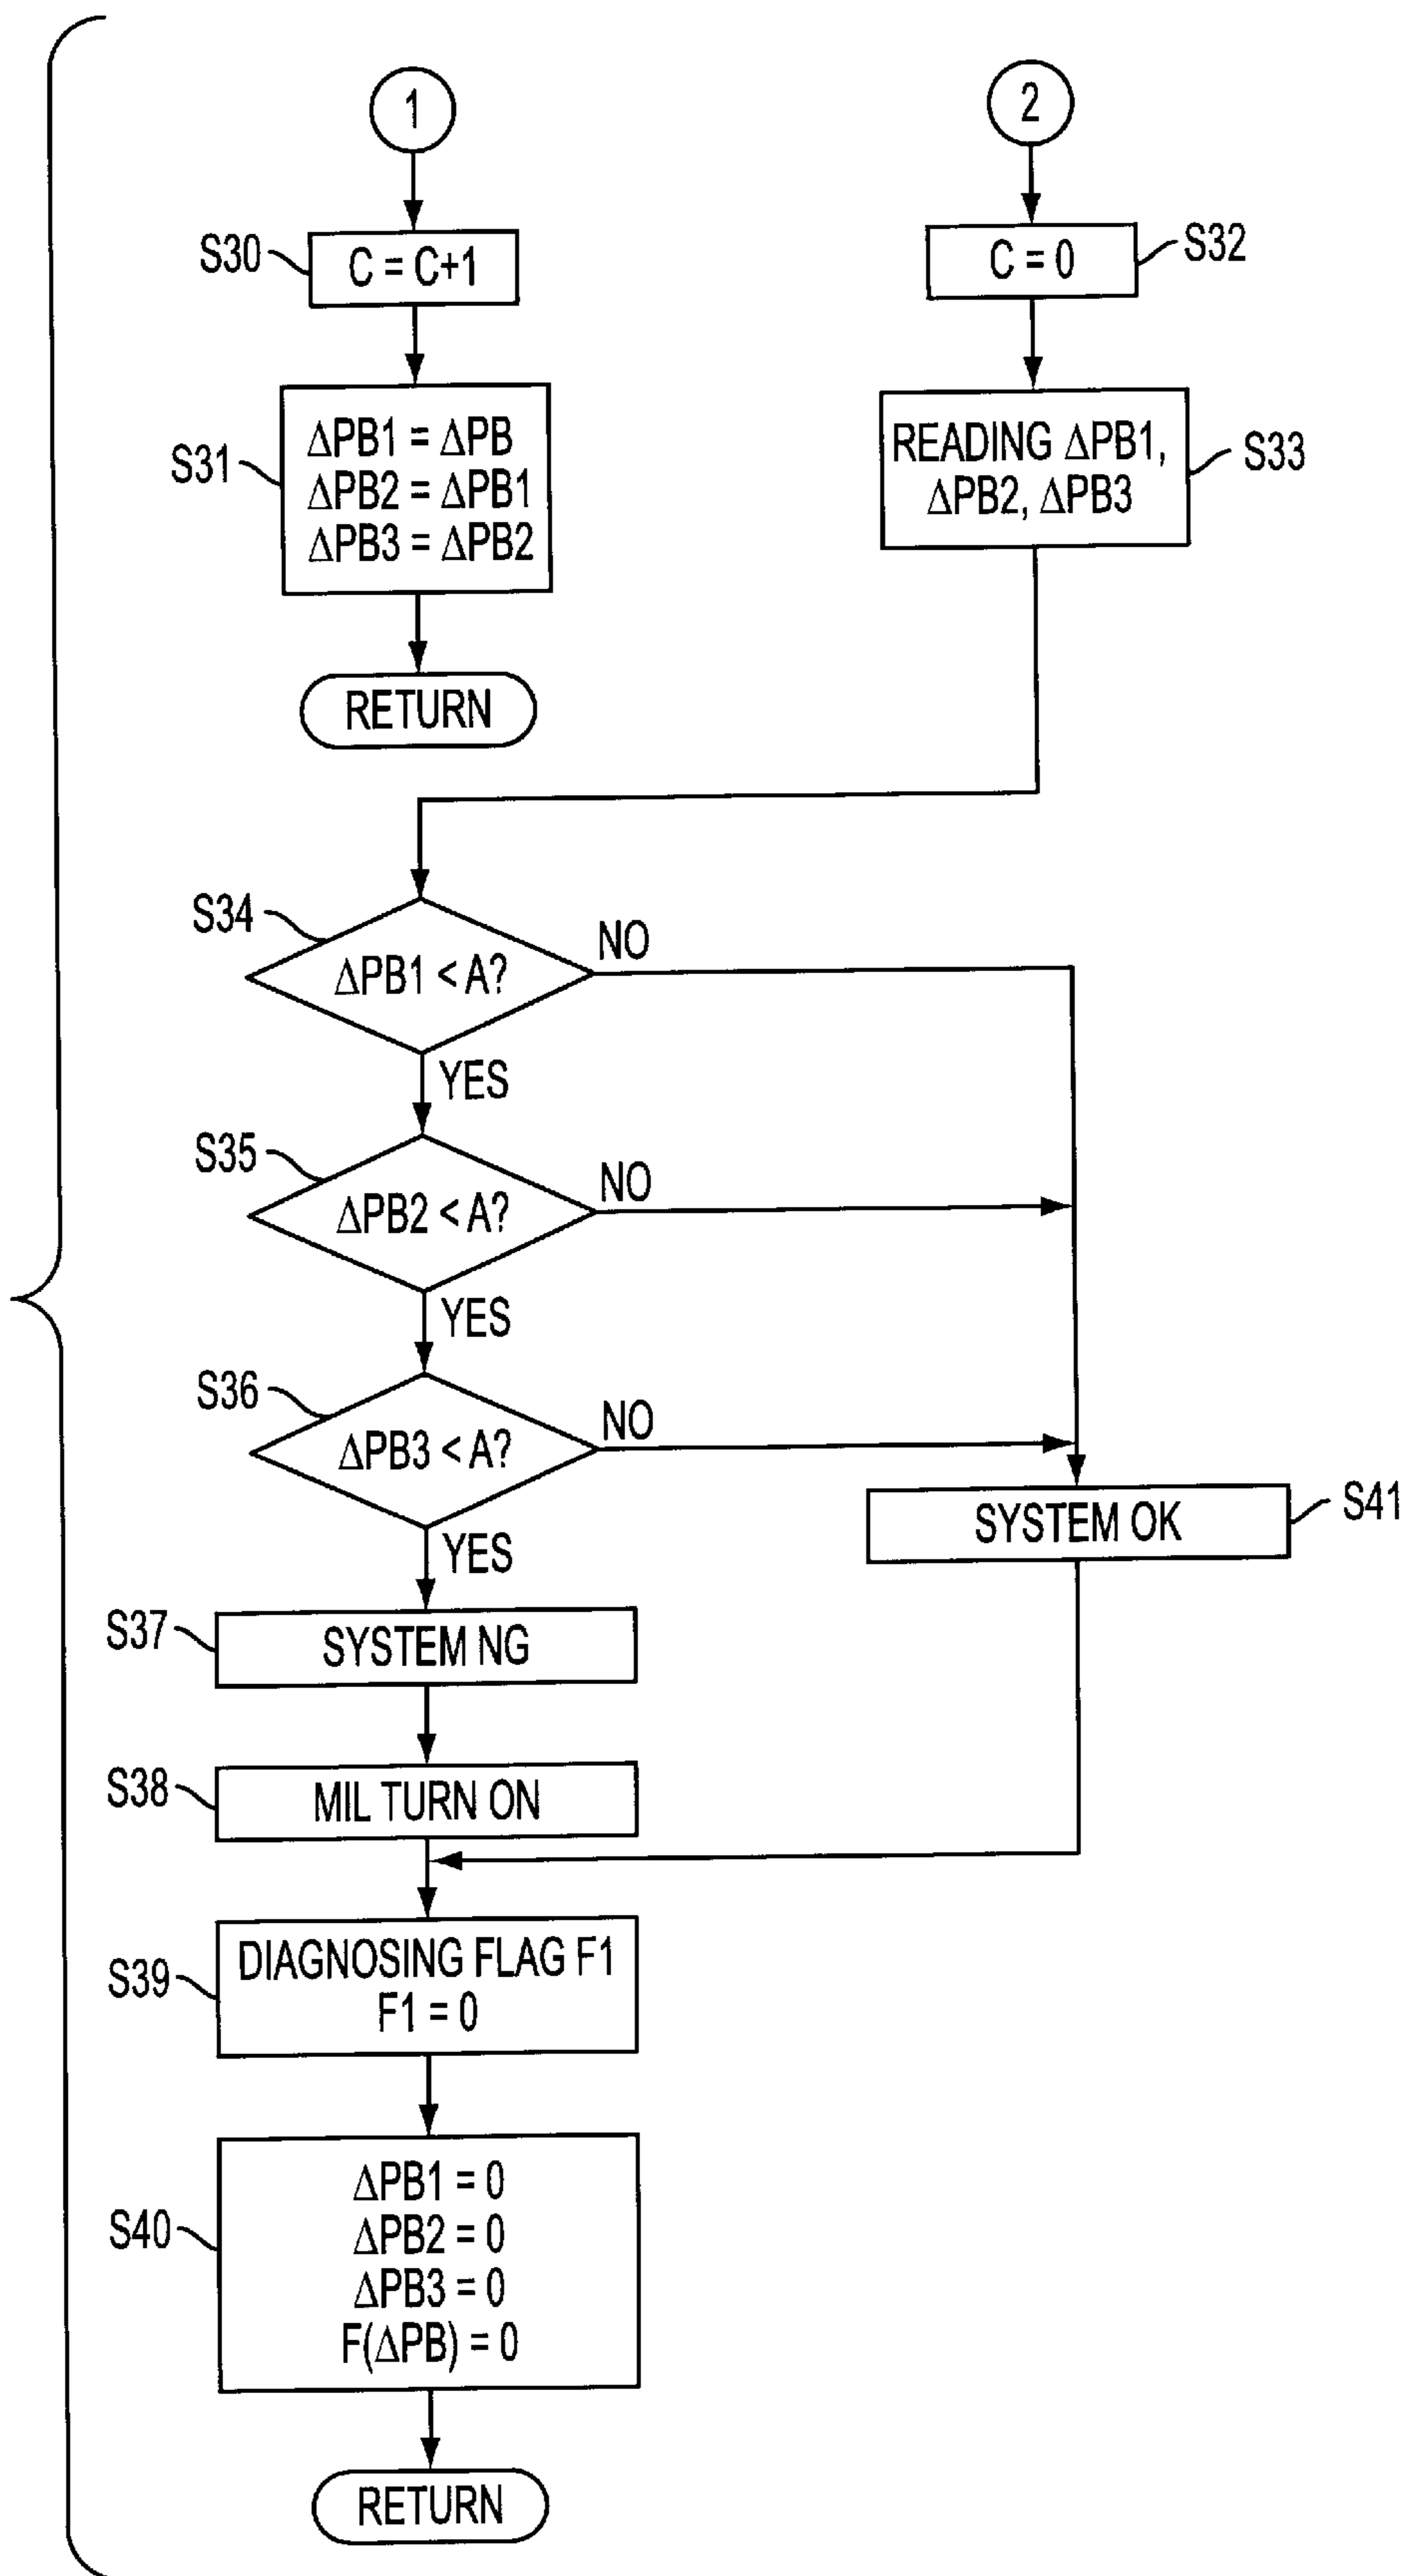 1
S30
C = C+1
S31
ΔPB1 = ΔPB
ΔPB2 = ΔPB1
ΔPB3 = ΔPB2
RETURN
2
C = 0
S32
READING ΔPB1,
ΔPB2, ΔPB3
S33
S34
ΔPB1 < A?
NO
YES
S35
ΔPB2 < A?
NO
YES
S36
ΔPB3 < A?
NO
YES
SYSTEM OK
S41
S37
SYSTEM NG
S38
MIL TURN ON
S39
DIAGNOSING FLAG F1
F1 = 0
S40
ΔPB1 = 0
ΔPB2 = 0
ΔPB3 = 0
F(ΔPB) = 0
RETURN